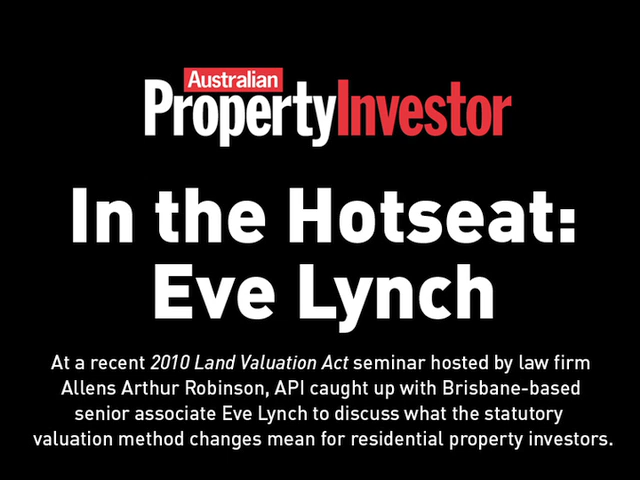 Australian
PropertyInvestor
In the Hotseat:
Eve Lynch
At a recent 2010 Land Valuation Act seminar hosted by law firm
Allens Arthur Robinson, API caught up with Brisbane-based
senior associate Eve Lynch to discuss what the statutory
valuation method changes mean for residential property investors.